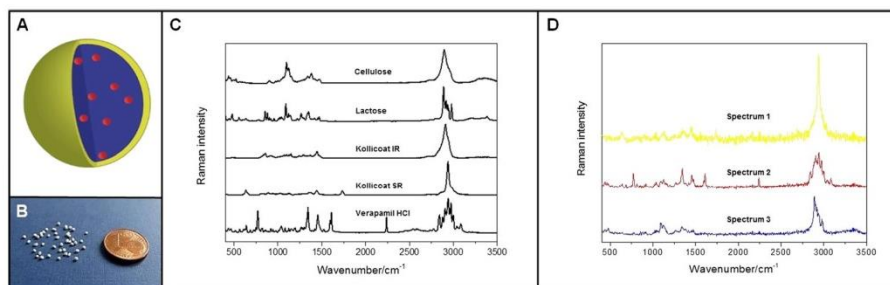 A
B
C
Raman intensity
Cellulose
Lactose
Kollicoat IR
Kollicoat SR
Verapamil HCl
500 1000 1500 2000 2500 3000 3500
Wavenumber/cm-1
D
Raman intensity
Spectrum 1
Spectrum 2
Spectrum 3
500 1000 1500 2000 2500 3000 3500
Wavenumber/cm-1